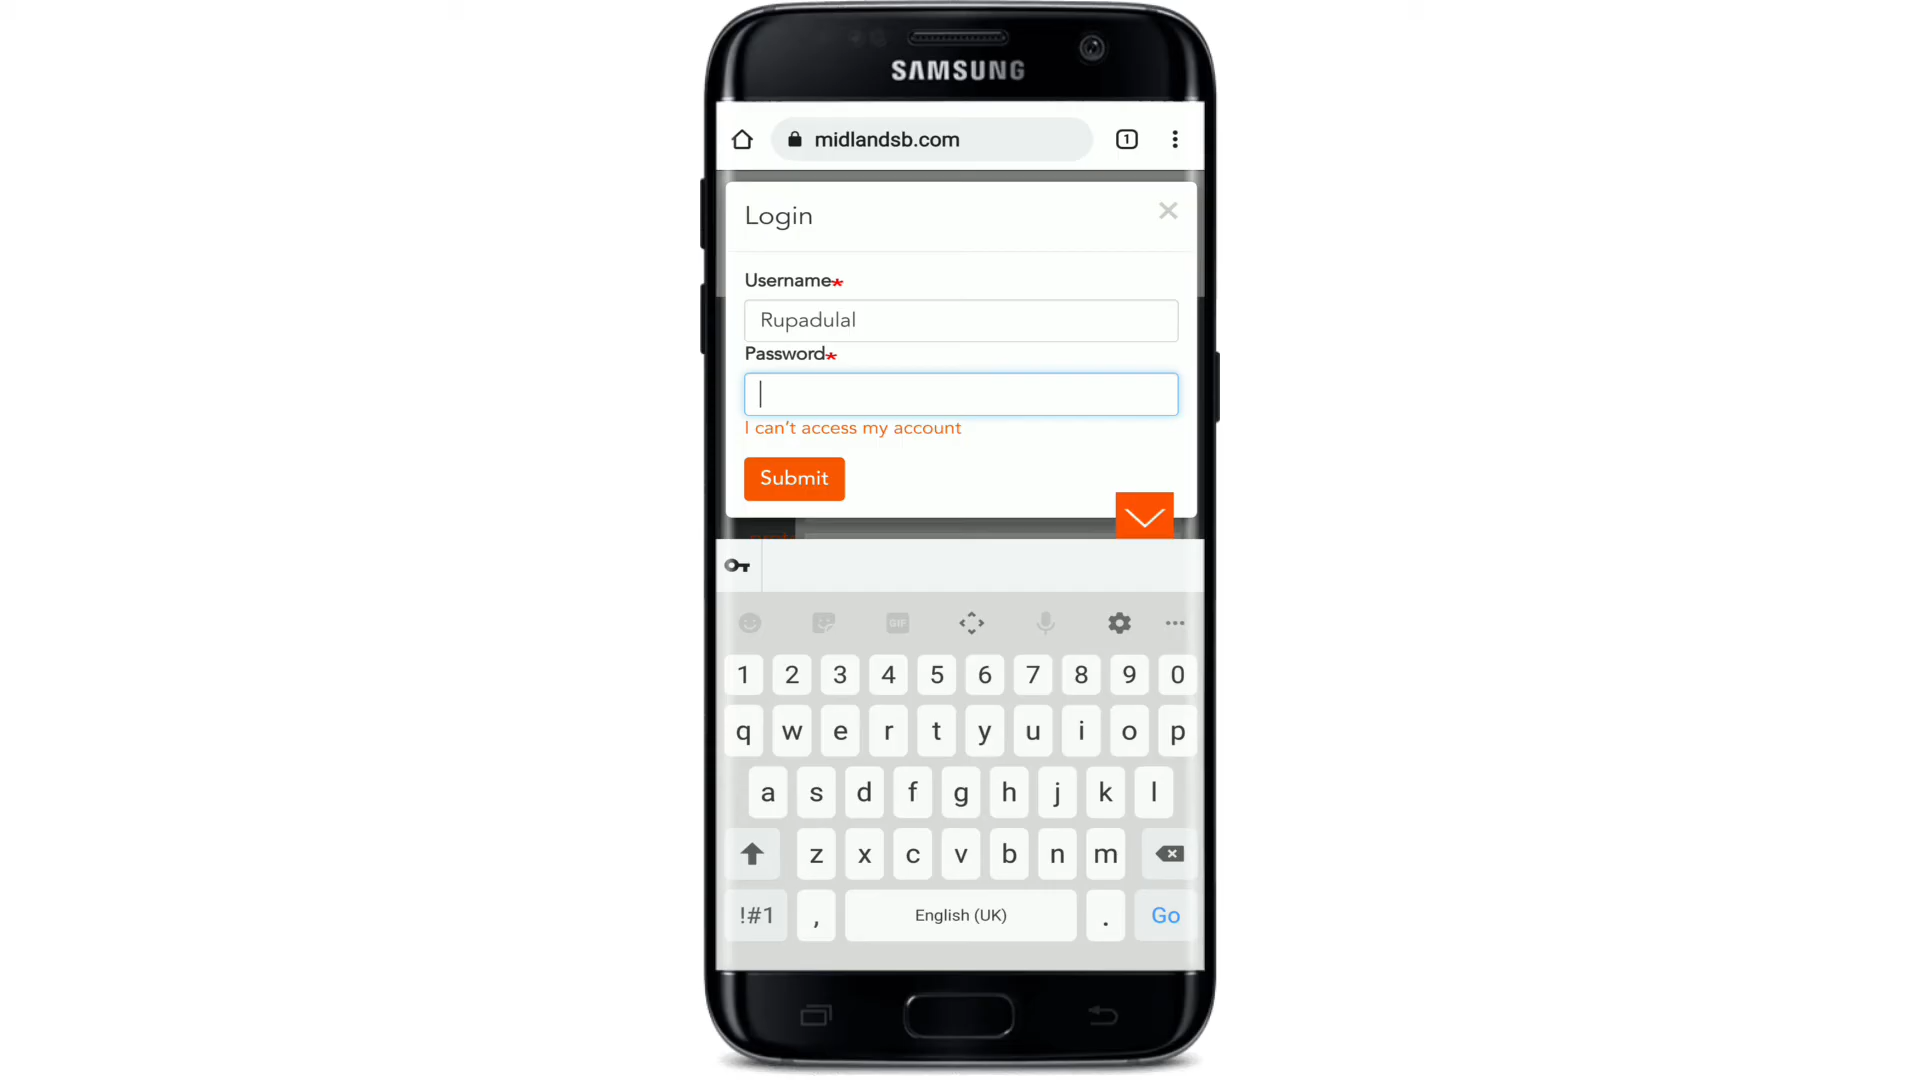 SAMSUNG
midlandsb.com
1
Login
×
Username*
Rupadulal
Password*
I can't access my account
Submit
GIF
1 2 3 4 5 6 7 8 9 0
q w e r t y u i o p
a s d f g h j k l
z x c v b n m
!#1 , English (UK) . Go